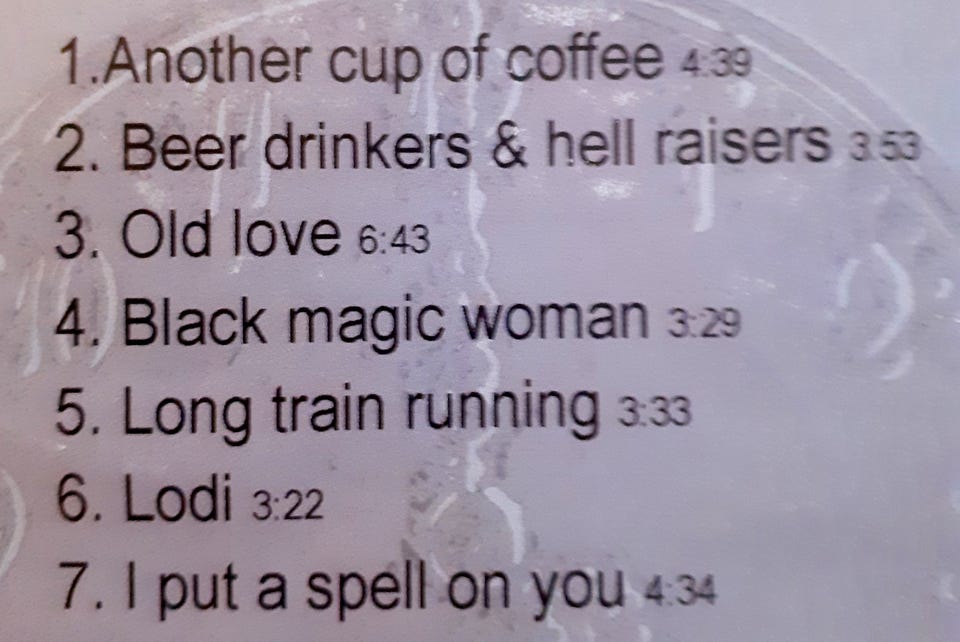 1.Another cup of coffee 4:39
2. Beer drinkers & hell raisers 3:53
3. Old love 6:43
4. Black magic woman 3:29
5. Long train running 3:33
6. Lodi 3:22
7. I put a spell on you 4:34